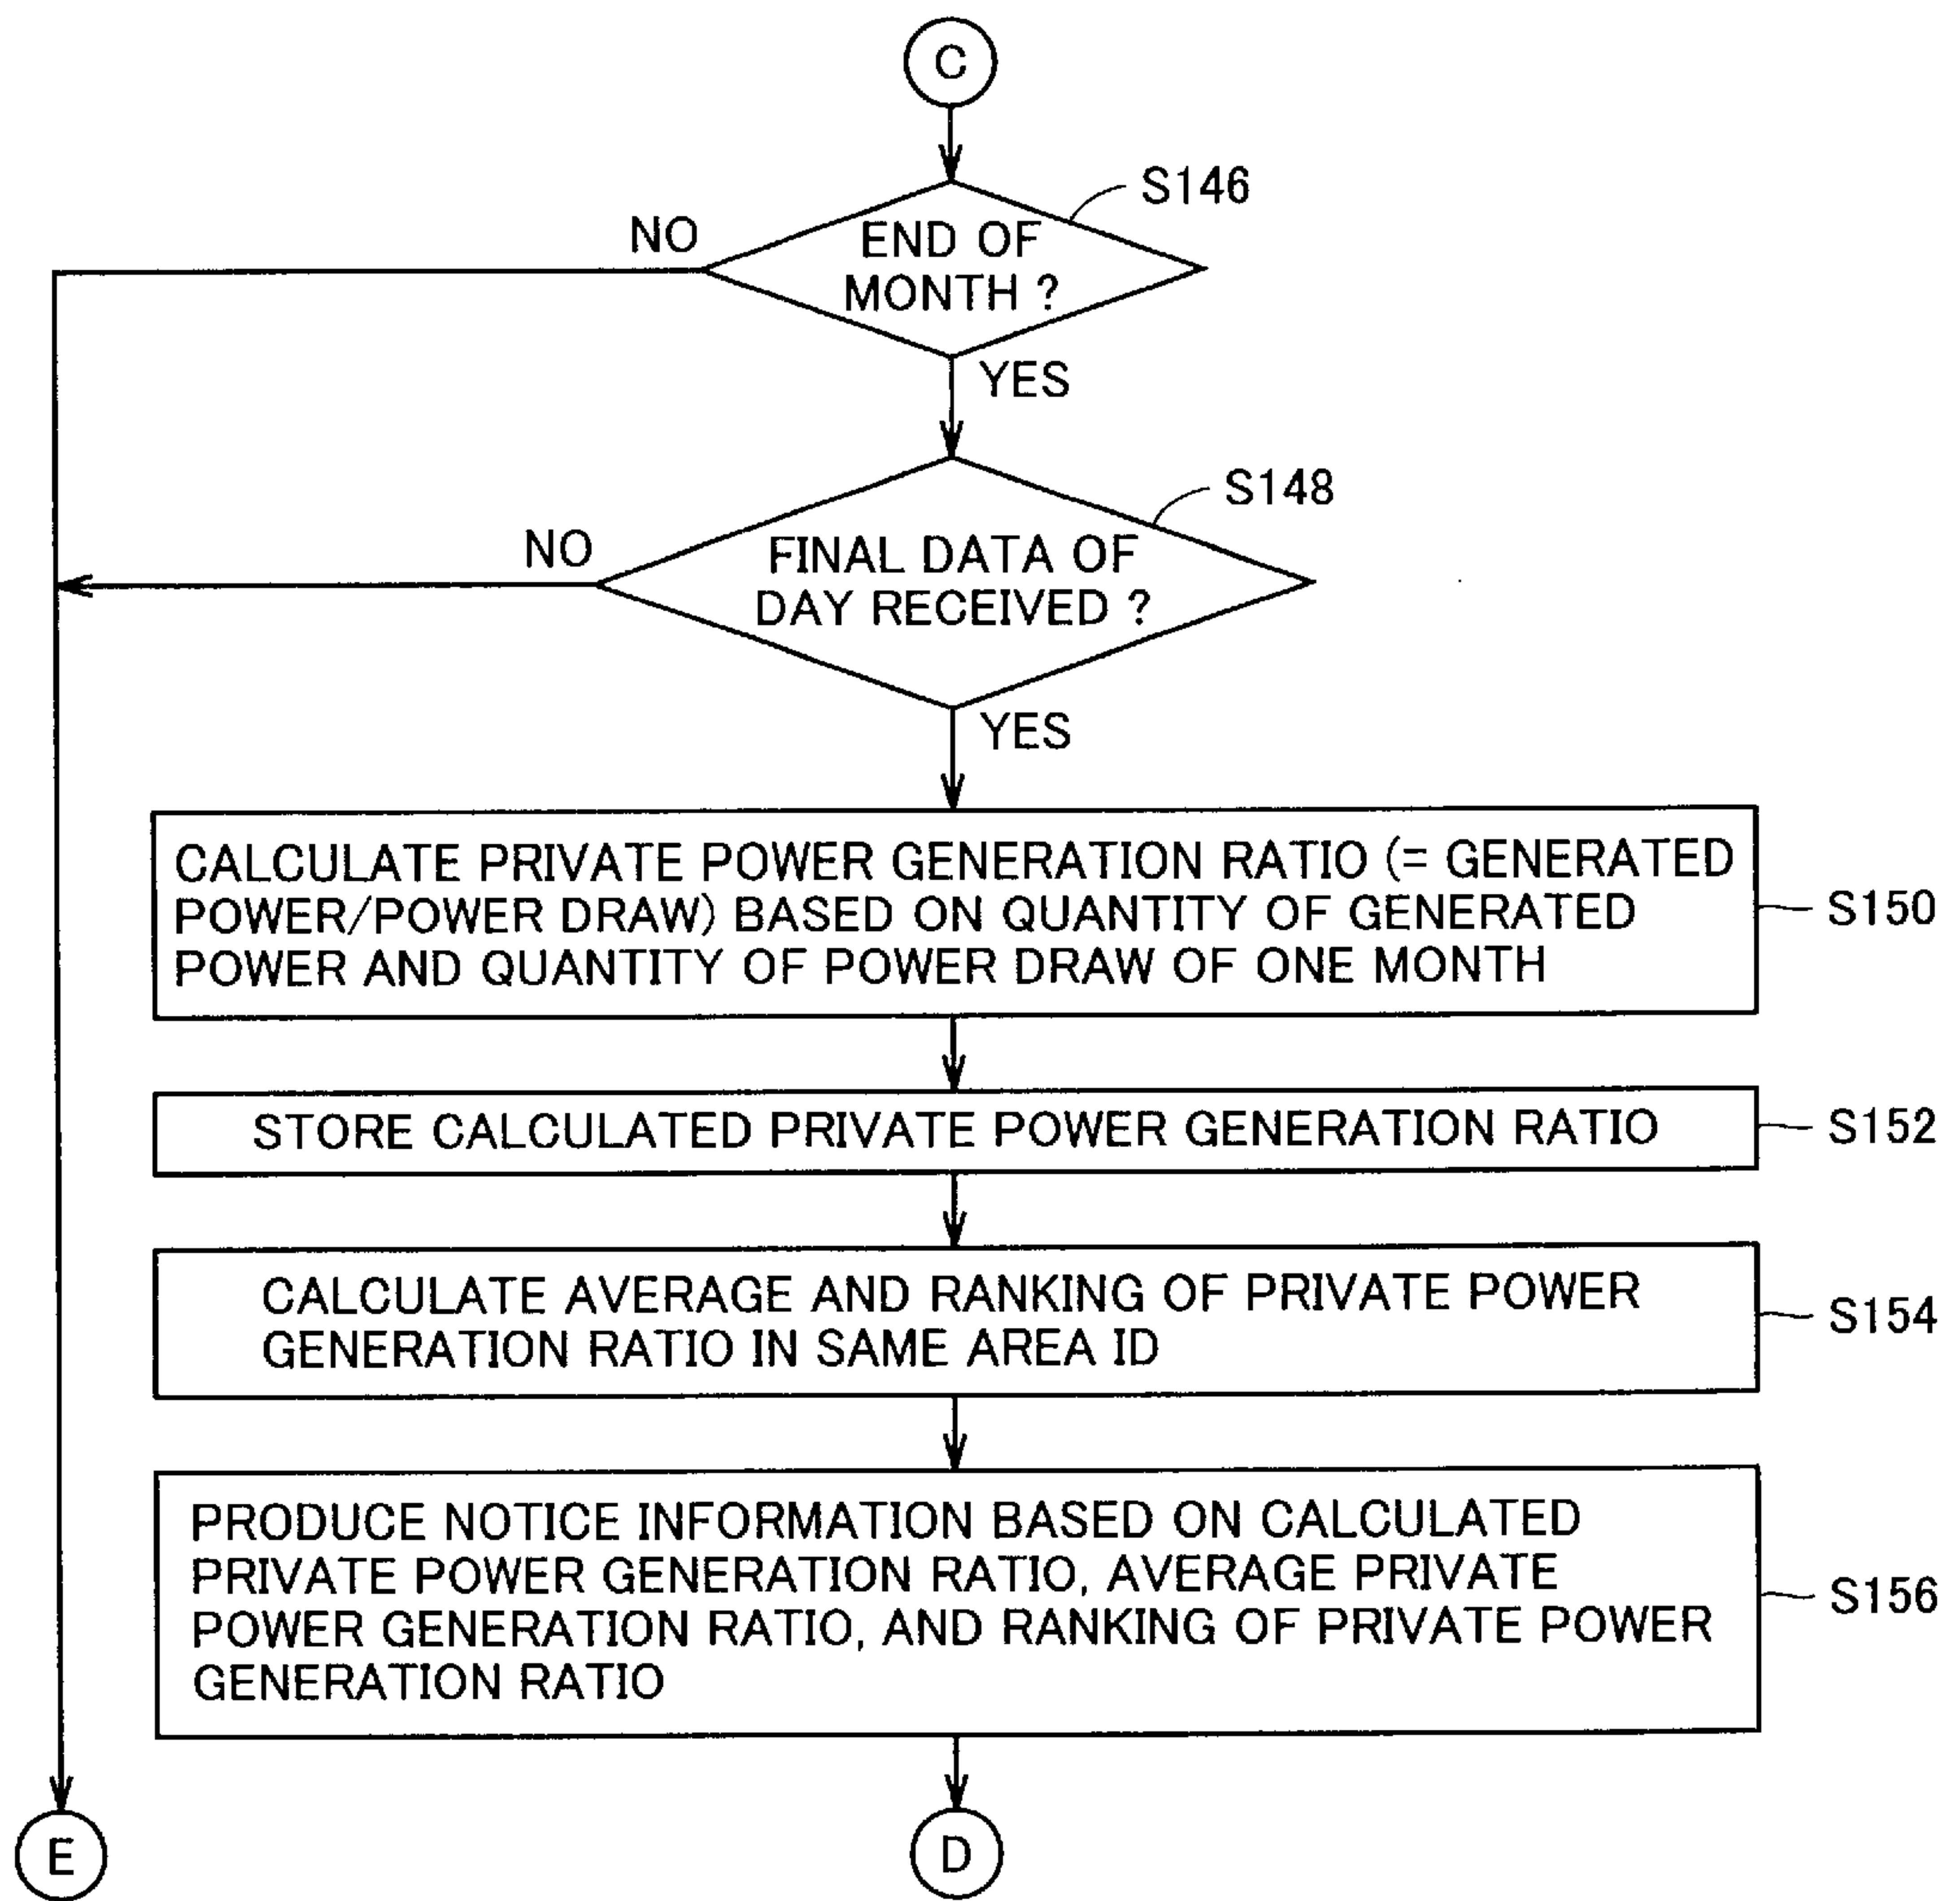 C
S146
NO
END OF
MONTH ?
YES
S148
NO
FINAL DATA OF
DAY RECEIVED ?
YES
CALCULATE PRIVATE POWER GENERATION RATIO (= GENERATED
POWER/POWER DRAW) BASED ON QUANTITY OF GENERATED
POWER AND QUANTITY OF POWER DRAW OF ONE MONTH
S150
STORE CALCULATED PRIVATE POWER GENERATION RATIO
S152
CALCULATE AVERAGE AND RANKING OF PRIVATE POWER
GENERATION RATIO IN SAME AREA ID
S154
PRODUCE NOTICE INFORMATION BASED ON CALCULATED
PRIVATE POWER GENERATION RATIO, AVERAGE PRIVATE
POWER GENERATION RATIO, AND RANKING OF PRIVATE POWER
GENERATION RATIO
S156
E
D